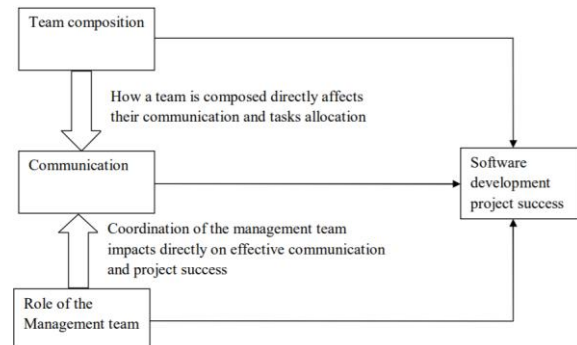 Team composition
How a team is composed directly affects
their communication and tasks allocation
Communication
Software
development
project success
Coordination of the management team
impacts directly on effective communication
and project success
Role of the
Management team